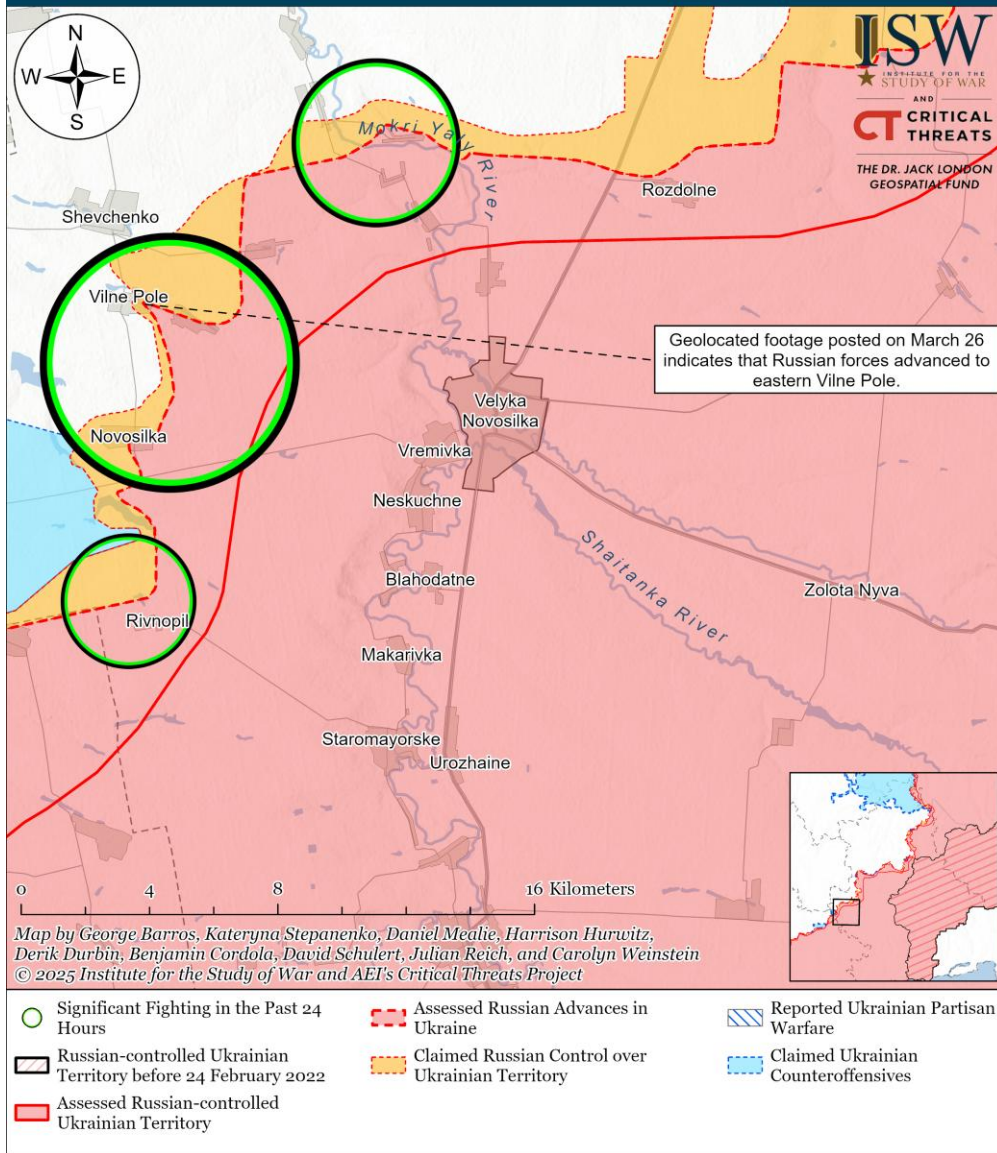 N
W E
S
ISW
INSTITUTE FOR THE
STUDY OF WAR
AND
CT CRITICAL
THREATS
THE DR. JACK LONDON
GEOSPATIAL FUND
Mokri Yaly River
Rozdolne
Shevchenko
Vilne Pole
Geolocated footage posted on March 26
indicates that Russian forces advanced to
eastern Vilne Pole.
Velyka
Novosilka
Novosilka
Vremivka
Neskuchne
Shaitanka River
Blahodatne
Zolota Nyva
Rivnopil
Makarivka
Staromayorske
Urozhaine
0 4 8 16 Kilometers
Map by George Barros, Kateryna Stepanenko, Daniel Mealie, Harrison Hurwitz,
Derik Durbin, Benjamin Cordola, David Schulert, Julian Reich, and Carolyn Weinstein
© 2025 Institute for the Study of War and AEI's Critical Threats Project
Significant Fighting in the Past 24
Hours
Russian-controlled Ukrainian
Territory before 24 February 2022
Assessed Russian-controlled
Ukrainian Territory
Assessed Russian Advances in
Ukraine
Claimed Russian Control over
Ukrainian Territory
Reported Ukrainian Partisan
Warfare
Claimed Ukrainian
Counteroffensives